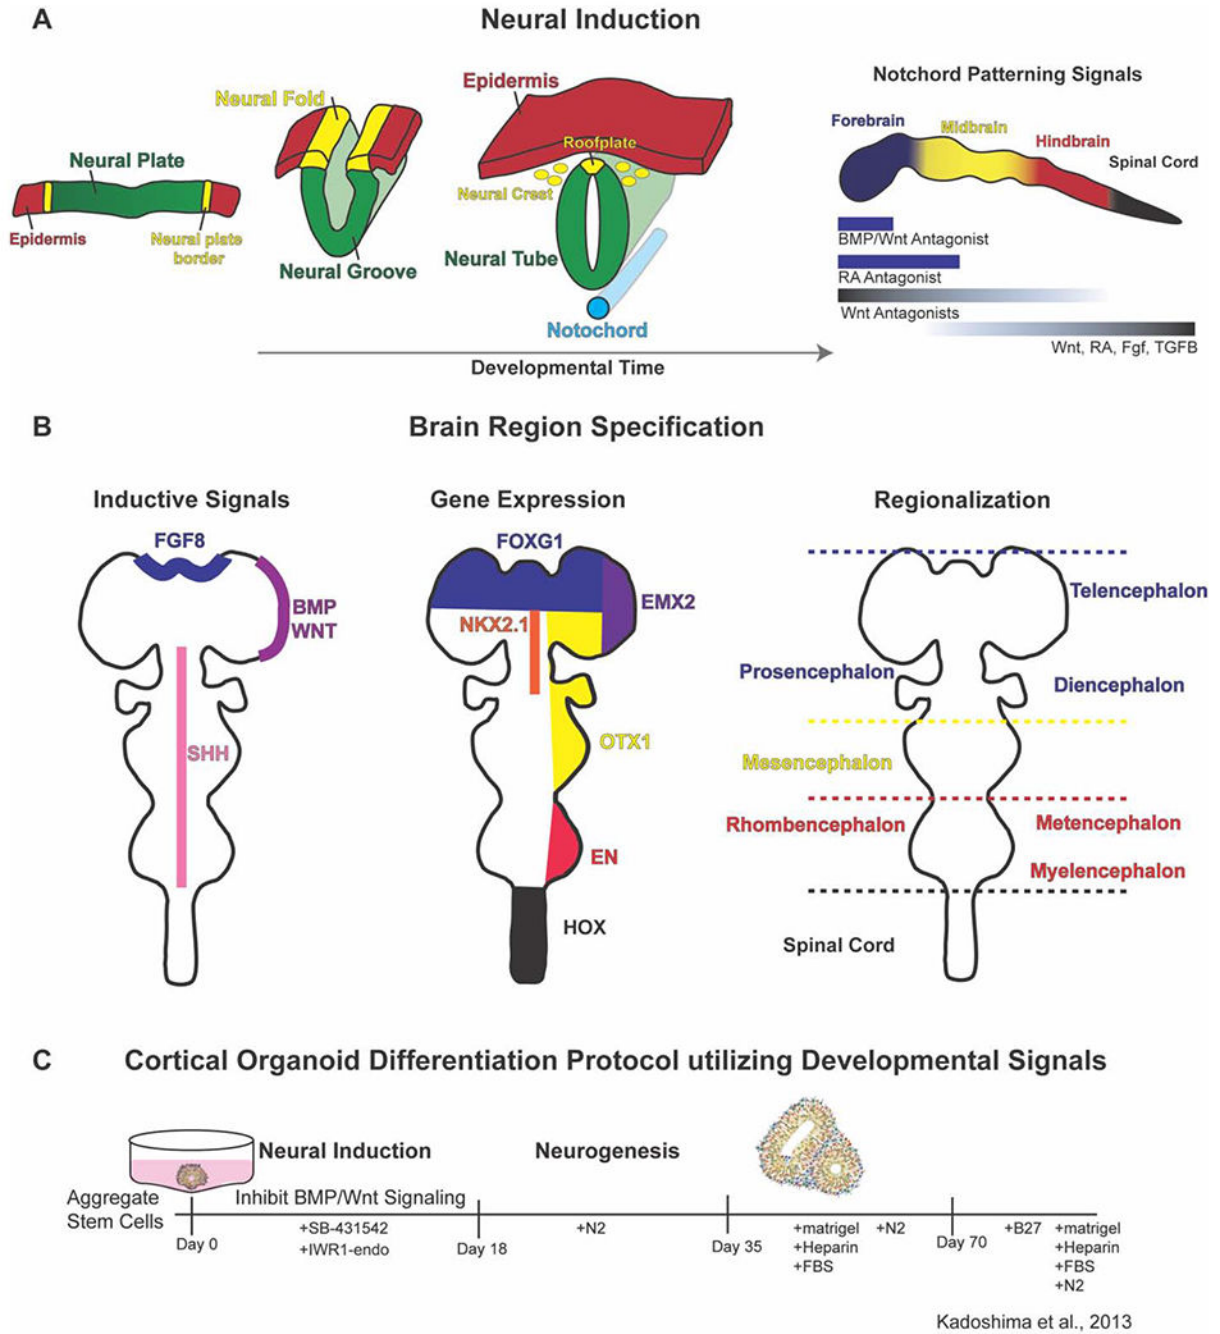 A
Neural Induction
Neural Plate
Epidermis
Neural plate
border
Neural Fold
Neural Groove
Epidermis
Roofplate
Neural Crest
Neural Tube
Notochord
Developmental Time
Notchord Patterning Signals
Forebrain
Midbrain
Hindbrain
Spinal Cord
BMP/Wnt Antagonist
RA Antagonist
Wnt Antagonists
Wnt, RA, Fgf, TGFB
B
Brain Region Specification
Inductive Signals
FGF8
BMP
WNT
SHH
Gene Expression
FOXG1
EMX2
NKX2.1
OTX1
EN
HOX
Regionalization
Telencephalon
Prosencephalon
Diencephalon
Mesencephalon
Rhombencephalon
Metencephalon
Myelencephalon
Spinal Cord
C
Cortical Organoid Differentiation Protocol utilizing Developmental Signals
Neural Induction
Neurogenesis
Aggregate
Stem Cells
Inhibit BMP/Wnt Signaling
Day 0
+SB-431542
+IWR1-endo
Day 18
+N2
Day 35
+matrigel
+Heparin
+FBS
+N2
Day 70
+B27
+matrigel
+Heparin
+FBS
+N2
Kadoshima et al., 2013